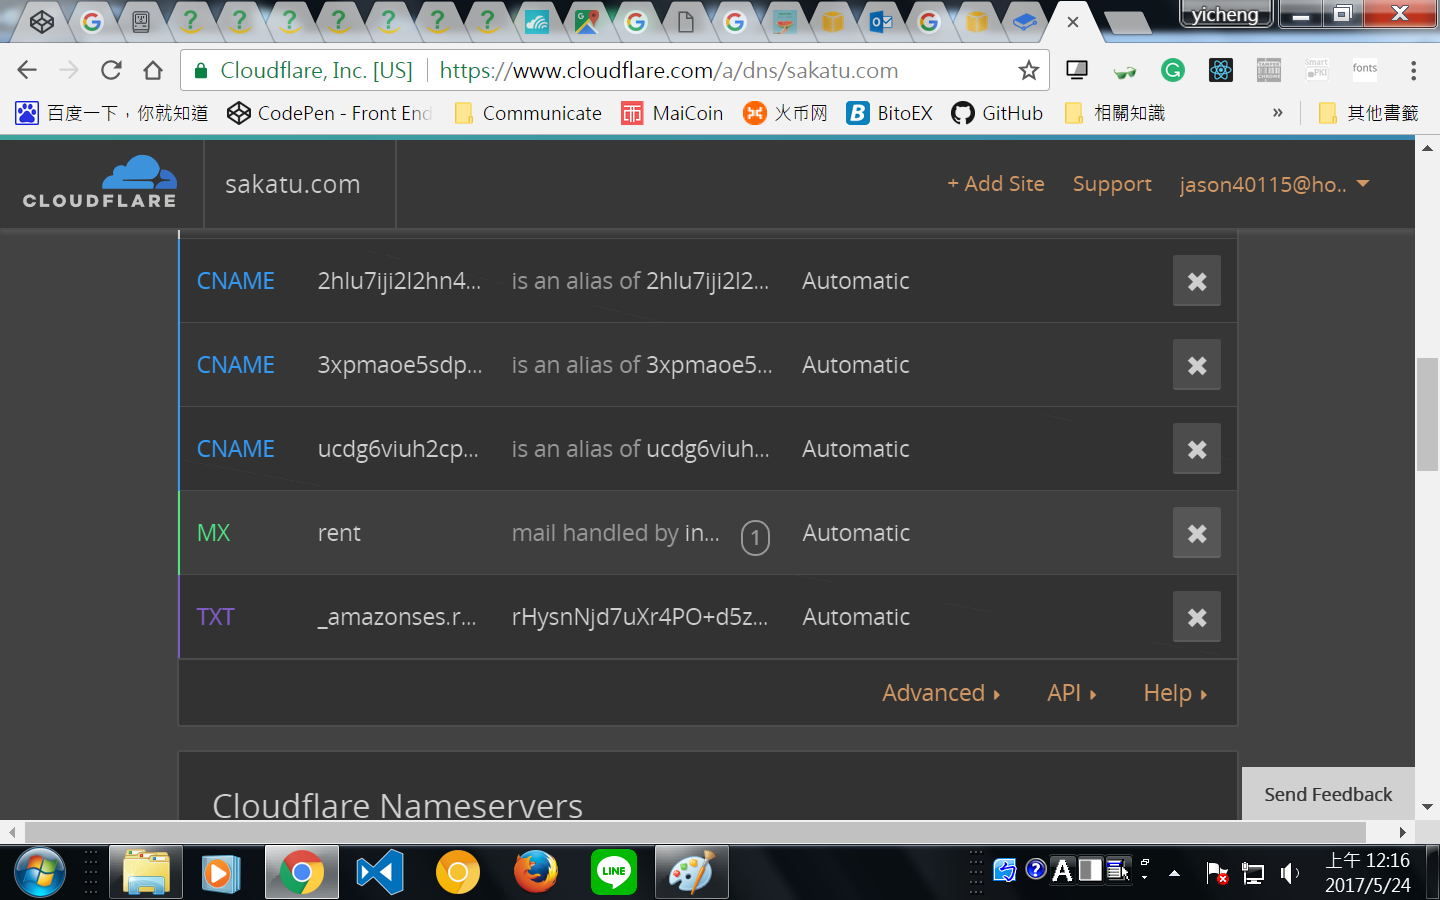 yicheng
Cloudflare, Inc. [US] https://www.cloudflare.com/a/dns/sakatu.com
Smart PKI
fonts
百度一下，你就知道 CodePen - Front End Communicate MaiCoin 火币网 BitoEX GitHub 相關知識 » 其他書籤
CLOUDFLARE sakatu.com + Add Site Support jason40115@ho..
CNAME 2hlu7iji2l2hn4... is an alias of 2hlu7iji2l2... Automatic
CNAME 3xpmaoe5sdp... is an alias of 3xpmaoe5... Automatic
CNAME ucdg6viuh2cp... is an alias of ucdg6viuh... Automatic
MX rent mail handled by in... 1 Automatic
TXT _amazonses.r... rHysnNjd7uXr4PO+d5z... Automatic
Advanced API Help
Cloudflare Nameservers
Send Feedback
LINE
A
上午 12:16
2017/5/24